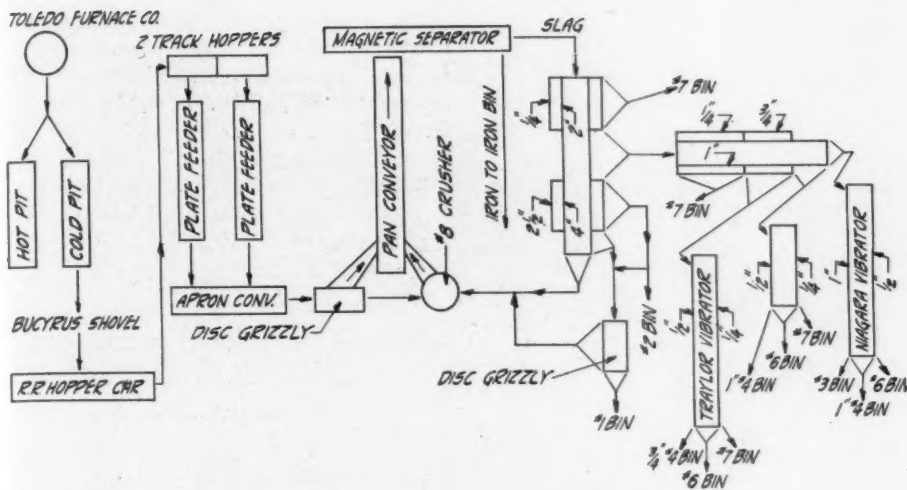 TOLEDO FURNACE CO.
HOT PIT
COLD PIT
BUCYRUS SHOVEL
R.R. HOPPER CAR
2 TRACK HOPPERS
PLATE FEEDER
PLATE FEEDER
APRON CONV.
DISC GRIZZLY
PAN CONVEYOR
MAGNETIC SEPARATOR
#8 CRUSHER
IRON TO IRON BIN
SLAG
1/4"
2"
#7 BIN
2 1/2"
4"
#2 BIN
DISC GRIZZLY
#1 BIN
1/4"
3/4"
1"
#7 BIN
TRAYLOR VIBRATOR
1/2"
1/4"
3/4" #4 BIN
#6 BIN
#7 BIN
1/2"
1/4"
1" #4 BIN
#6 BIN
#7 BIN
NIAGARA VIBRATOR
1"
1/2"
#3 BIN
1" #4 BIN
#6 BIN